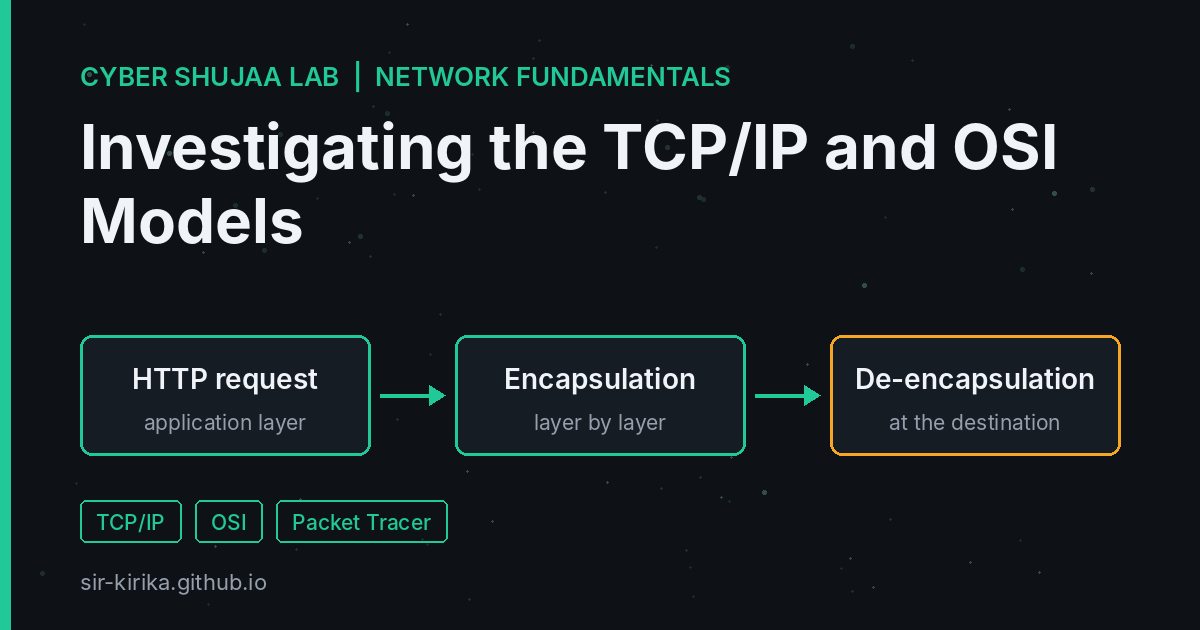 CYBER SHUJAA LAB | NETWORK FUNDAMENTALS
Investigating the TCP/IP and OSI
Models
HTTP request
application layer
Encapsulation
layer by layer
De-encapsulation
at the destination
TCP/IP
OSI
Packet Tracer
sir-kirika.github.io